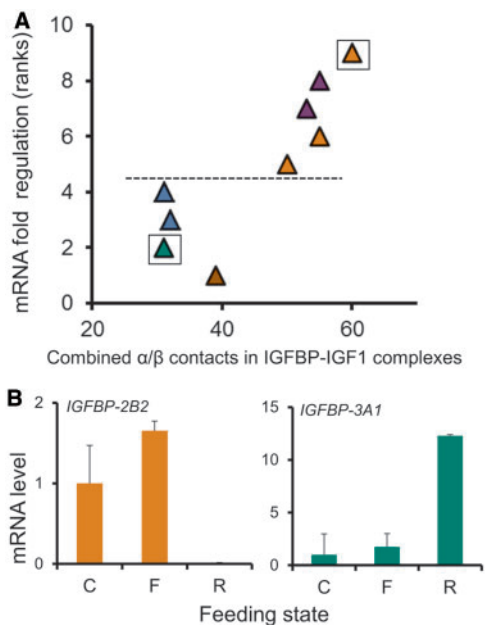 A
mRNA fold regulation (ranks)
10
8
6
4
2
0
20 40 60
Combined α/β contacts in IGFBP-IGF1 complexes
B
mRNA level
IGFBP-2B2
2
1
0
C F R
IGFBP-3A1
15
10
5
0
C F R
Feeding state